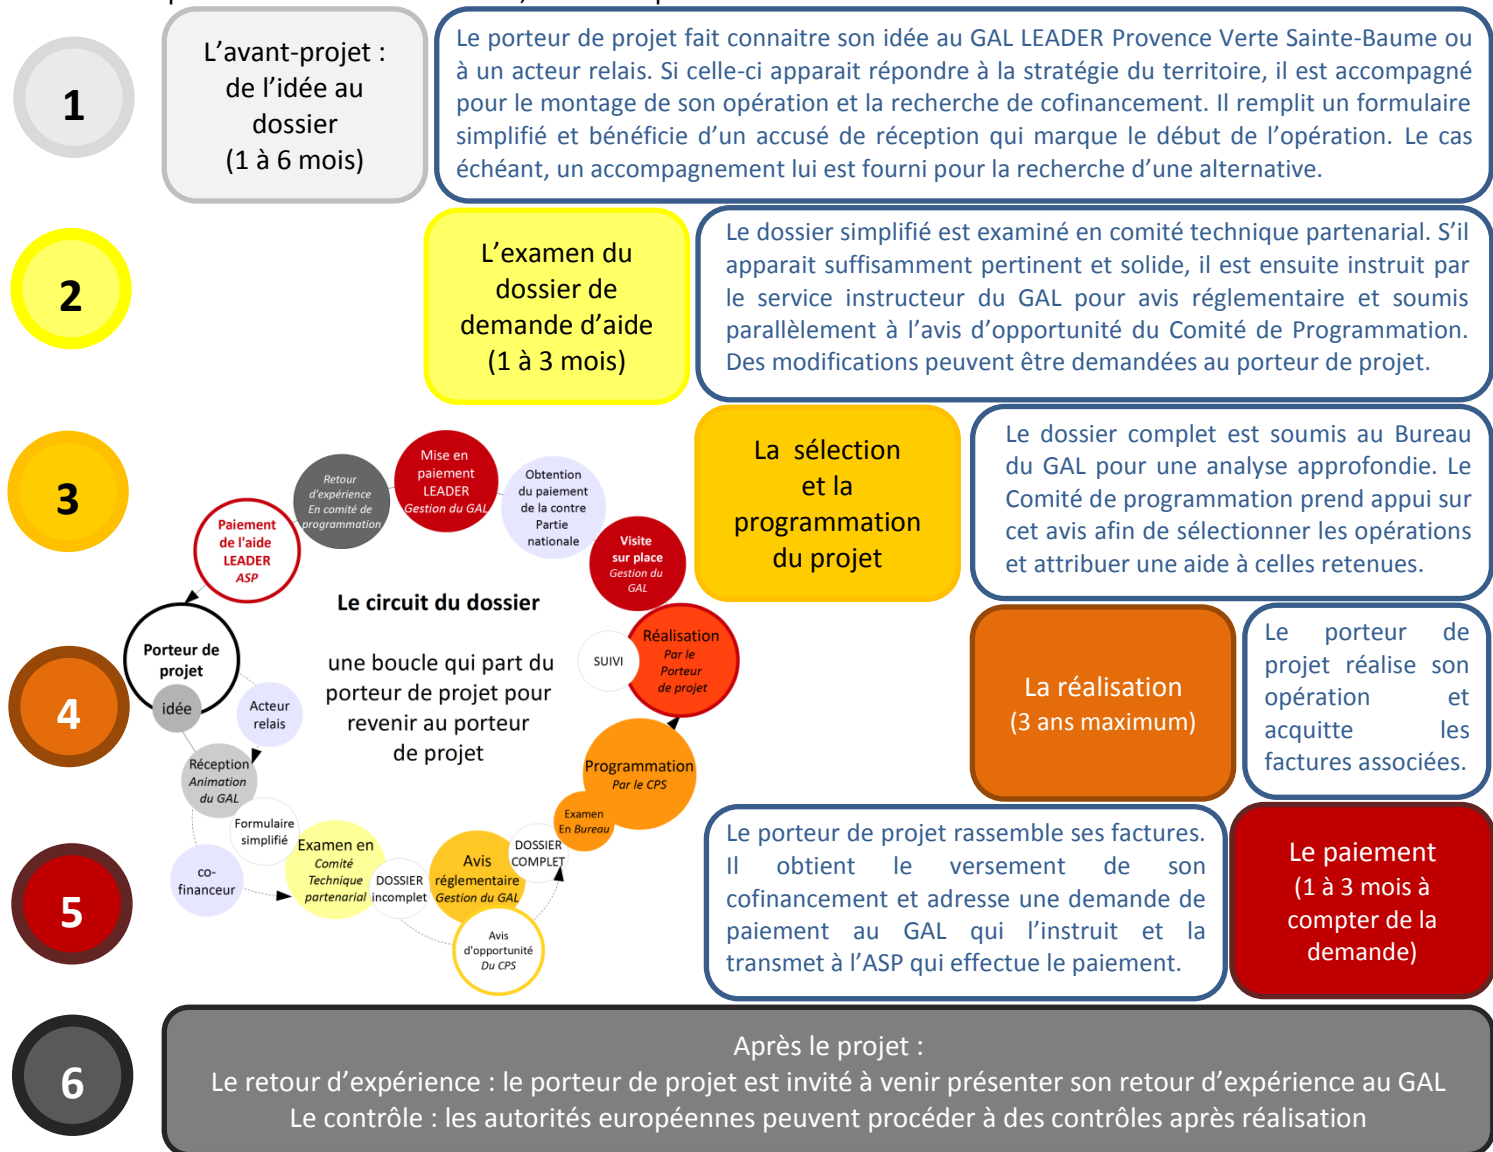 1
L’avant-projet :
de l’idée au
dossier
(1 à 6 mois)
Le porteur de projet fait connaitre son idée au GAL LEADER Provence Verte Sainte-Baume ou
à un acteur relais. Si celle-ci apparait répondre à la stratégie du territoire, il est accompagné
pour le montage de son opération et la recherche de cofinancement. Il remplit un formulaire
simplifié et bénéficie d’un accusé de réception qui marque le début de l’opération. Le cas
échéant, un accompagnement lui est fourni pour la recherche d’une alternative.
2
L’examen du
dossier de
demande d’aide
(1 à 3 mois)
Le dossier simplifié est examiné en comité technique partenarial. S’il
apparait suffisamment pertinent et solide, il est ensuite instruit par
le service instructeur du GAL pour avis réglementaire et soumis
parallèlement à l’avis d’opportunité du Comité de Programmation.
Des modifications peuvent être demandées au porteur de projet.
3
La sélection
et la
programmation
du projet
Le dossier complet est soumis au Bureau
du GAL pour une analyse approfondie. Le
Comité de programmation prend appui sur
cet avis afin de sélectionner les opérations
et attribuer une aide à celles retenues.
4
La réalisation
(3 ans maximum)
Le porteur de
projet réalise son
opération et
acquitte les
factures associées.
5
Le porteur de projet rassemble ses factures.
Il obtient le versement de son
cofinancement et adresse une demande de
paiement au GAL qui l’instruit et la
transmet à l’ASP qui effectue le paiement.
Le paiement
(1 à 3 mois à
compter de la
demande)
Le circuit du dossier
une boucle qui part du
porteur de projet pour
revenir au porteur
de projet
Porteur de
projet
idée
Acteur
relais
Réception
Animation
du GAL
Formulaire
simplifié
co-
financeur
Examen en
Comité
Technique
partenarial
DOSSIER
incomplet
Avis
réglementaire
Gestion du GAL
Avis
d'opportunité
Du CPS
DOSSIER
COMPLET
Examen
En Bureau
Programmation
Par le CPS
Réalisation
Par le
Porteur
de projet
SUIVI
Visite
sur place
Gestion du
GAL
Obtention
du paiement
de la contre
Partie
nationale
Mise en
paiement
LEADER
Gestion du GAL
Retour
d'expérience
En comité de
programmation
Paiement
de l'aide
LEADER
ASP
6
Après le projet :
Le retour d’expérience : le porteur de projet est invité à venir présenter son retour d’expérience au GAL
Le contrôle : les autorités européennes peuvent procéder à des contrôles après réalisation